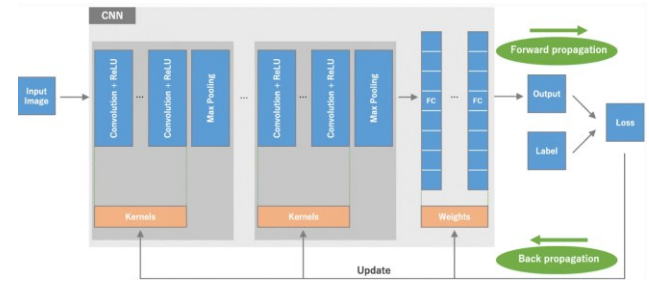 CNN
Forward propagation
Input
Image
Convolution + ReLU
...
Convolution + ReLU
Max Pooling
...
Convolution + ReLU
...
Convolution + ReLU
Max Pooling
FC
...
FC
Output
Label
Loss
Kernels
Kernels
Weights
Update
Back propagation